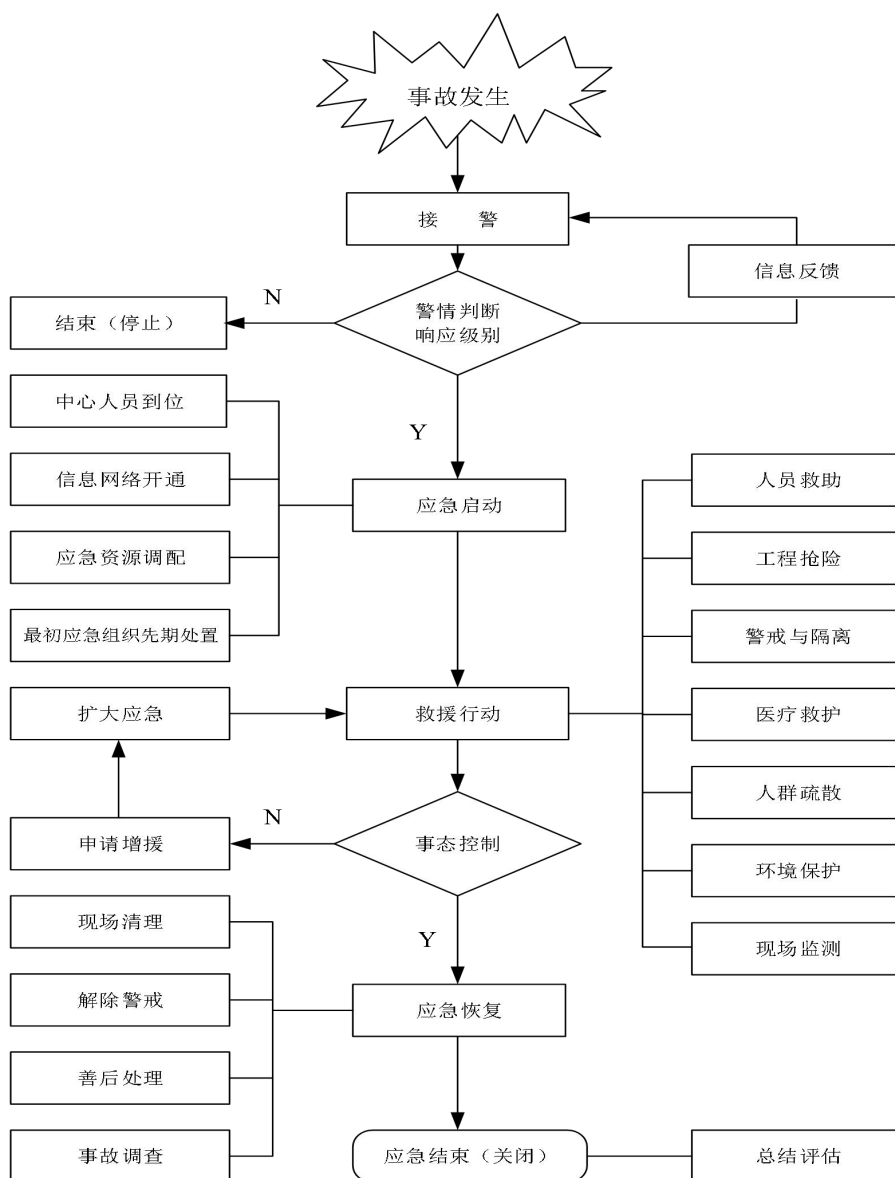 事故发生
接 警
信息反馈
N
结束（停止）
警情判断
响应级别
中心人员到位
Y
信息网络开通
应急启动
人员救助
应急资源调配
工程抢险
最初应急组织先期处置
警戒与隔离
扩大应急
救援行动
医疗救护
人群疏散
N
申请增援
事态控制
环境保护
现场清理
Y
现场监测
解除警戒
应急恢复
善后处理
事故调查
应急结束（关闭）
总结评估